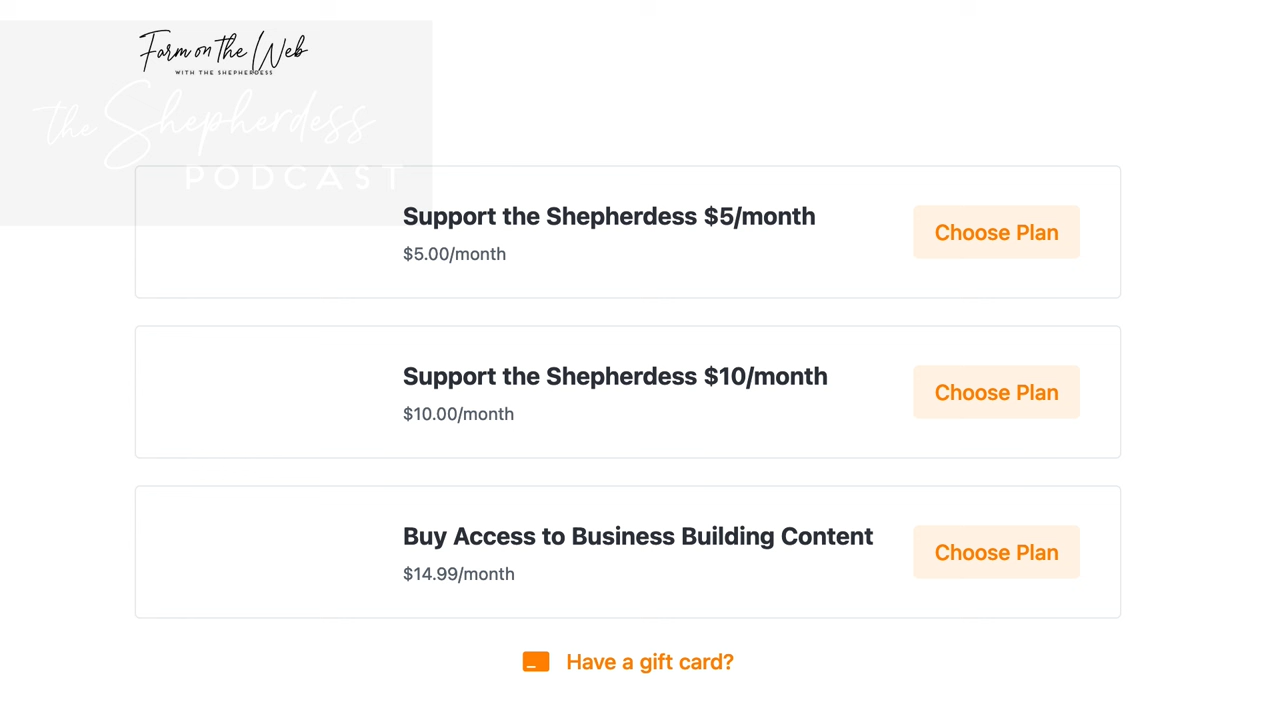 Farm on the Web
WITH THE SHEPHERDESS
the Shepherdess
PODCAST
Support the Shepherdess $5/month
$5.00/month
Choose Plan
Support the Shepherdess $10/month
$10.00/month
Choose Plan
Buy Access to Business Building Content
$14.99/month
Choose Plan
Have a gift card?